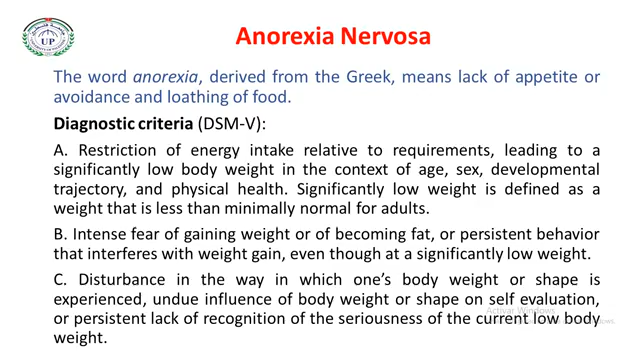 UP
Anorexia Nervosa
The word anorexia, derived from the Greek, means lack of appetite or
avoidance and loathing of food.
Diagnostic criteria (DSM-V):
A. Restriction of energy intake relative to requirements, leading to a
significantly low body weight in the context of age, sex, developmental
trajectory, and physical health. Significantly low weight is defined as a
weight that is less than minimally normal for adults.
B. Intense fear of gaining weight or of becoming fat, or persistent behavior
that interferes with weight gain, even though at a significantly low weight.
C. Disturbance in the way in which one's body weight or shape is
experienced, undue influence of body weight or shape on self evaluation,
or persistent lack of recognition of the seriousness of the current low body
weight.
Activar Windows